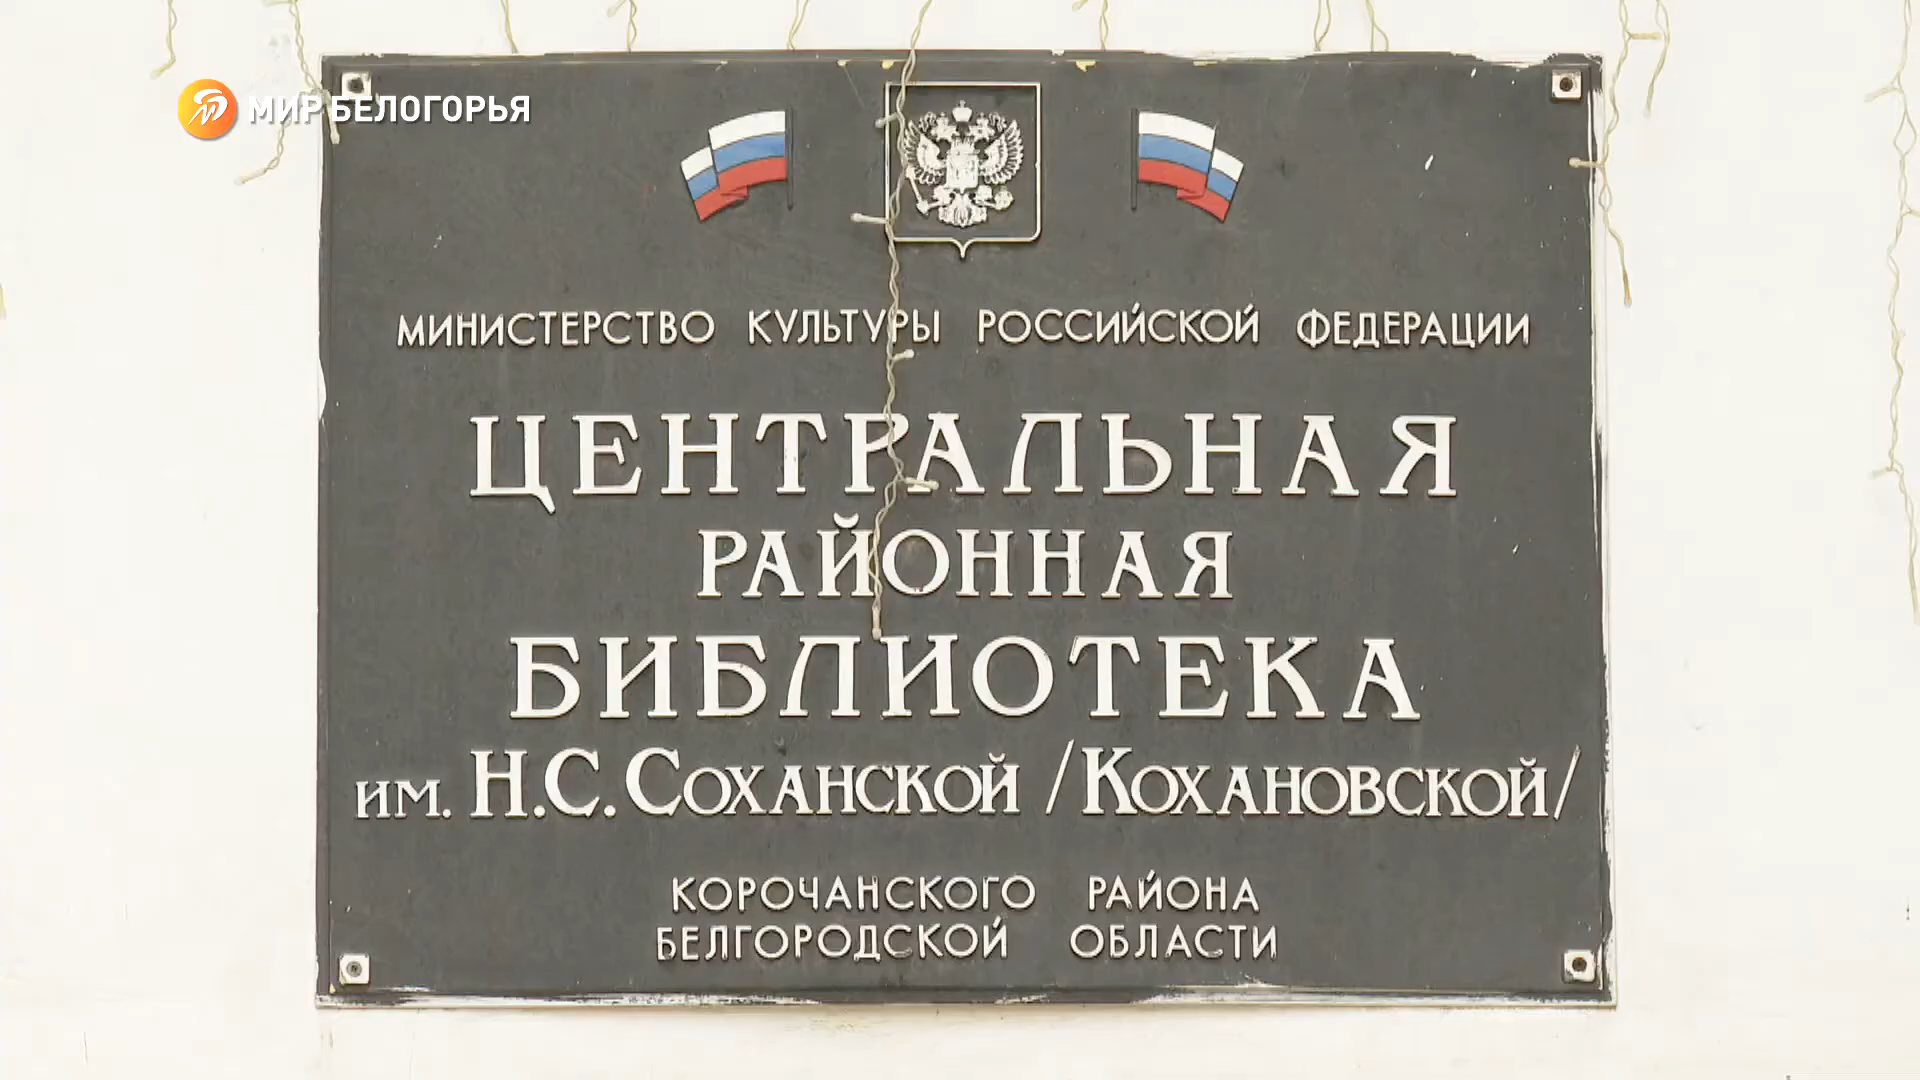 МИР БЕЛОГОРЬЯ
МИНИСТЕРСТВО КУЛЬТУРЫ РОССИЙСКОЙ ФЕДЕРАЦИИ
ЦЕНТРАЛЬНАЯ
РАЙОННАЯ
БИБЛИОТЕКА
им. Н.С.Соханской /Кохановской/
КОРОЧАНСКОГО РАЙОНА
БЕЛГОРОДСКОЙ ОБЛАСТИ